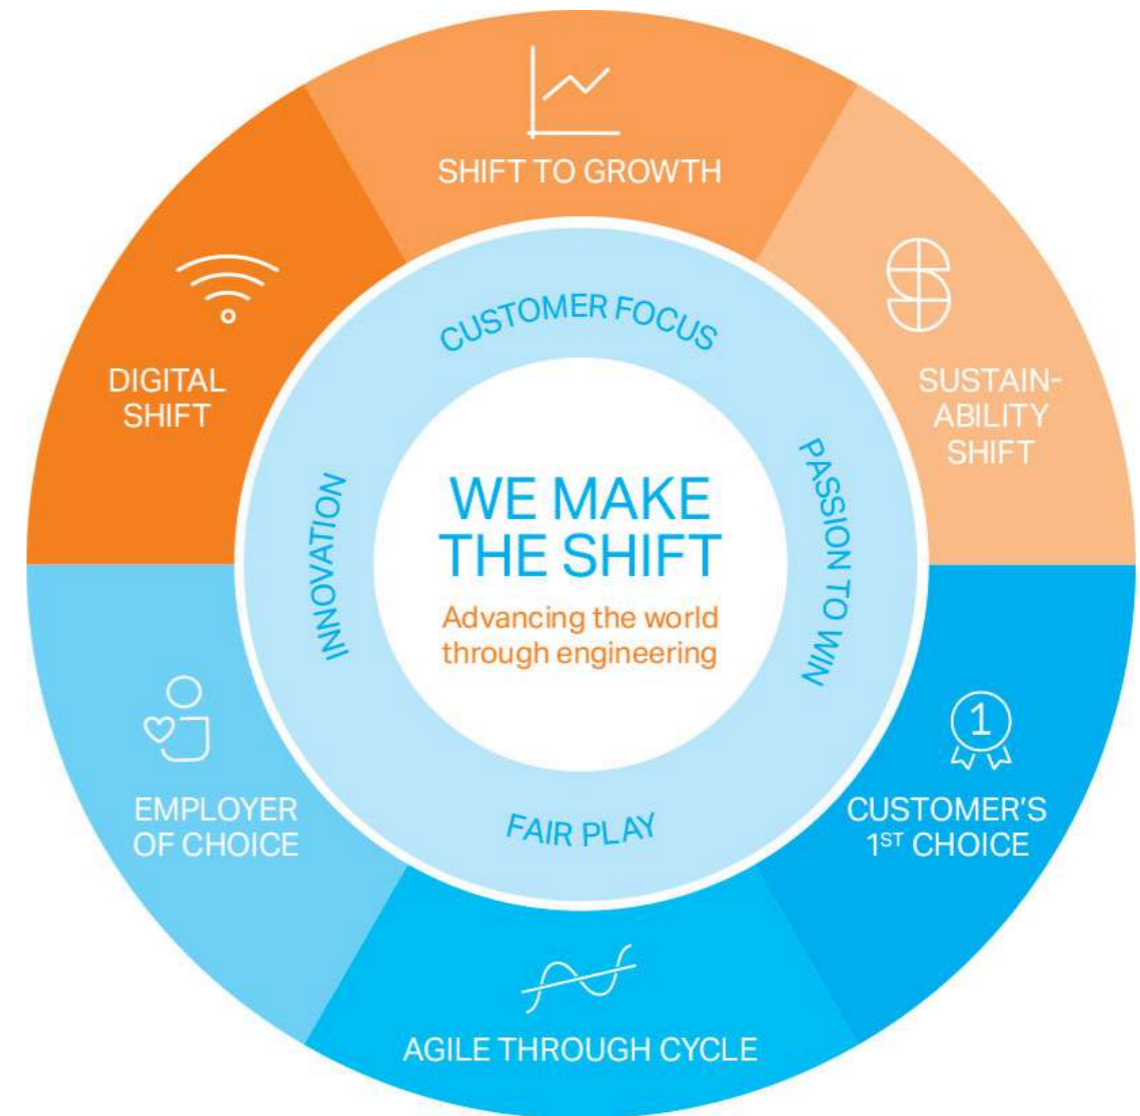 SHIFT TO GROWTH
DIGITAL
SHIFT
SUSTAIN-
ABILITY
SHIFT
CUSTOMER FOCUS
INNOVATION
PASSION TO WIN
FAIR PLAY
WE MAKE
THE SHIFT
Advancing the world
through engineering
EMPLOYER
OF CHOICE
1
CUSTOMER’S
1ST CHOICE
AGILE THROUGH CYCLE